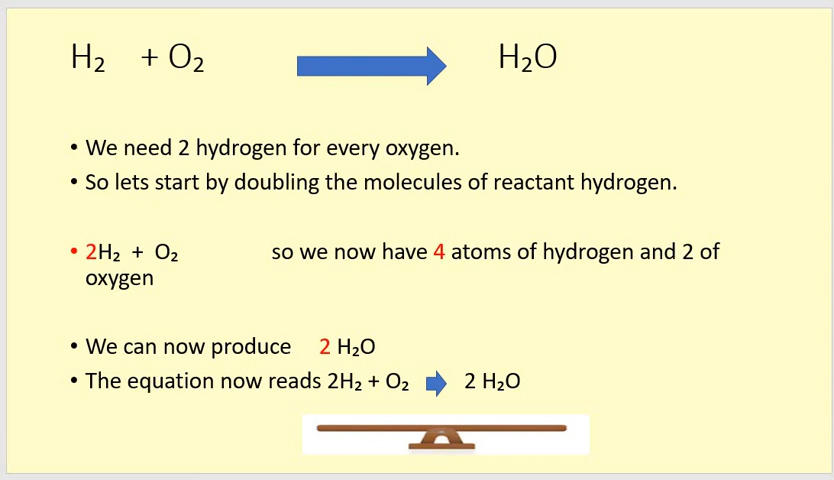 H₂ + O₂ H₂O
• We need 2 hydrogen for every oxygen.
• So lets start by doubling the molecules of reactant hydrogen.
• 2H₂ + O₂ so we now have 4 atoms of hydrogen and 2 of
oxygen
• We can now produce 2 H₂O
• The equation now reads 2H₂ + O₂ 2 H₂O